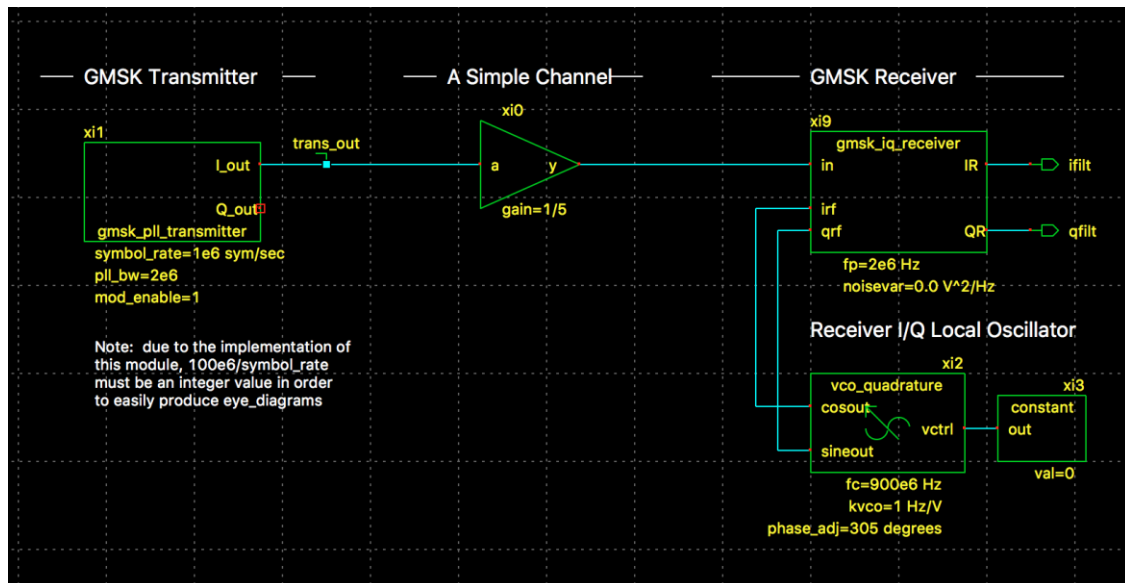 GMSK Transmitter
A Simple Channel
GMSK Receiver
xi1
I_out
Q_out
gmsk_pll_transmitter
symbol_rate=1e6 sym/sec
pll_bw=2e6
mod_enable=1
trans_out
xi0
a
y
gain=1/5
xi9
gmsk_iq_receiver
in
IR
irf
qrf
QR
fp=2e6 Hz
noisevar=0.0 V^2/Hz
ifilt
qfilt
Note: due to the implementation of
this module, 100e6/symbol_rate
must be an integer value in order
to easily produce eye_diagrams
Receiver I/Q Local Oscillator
xi2
vco_quadrature
cosout
vctrl
sineout
fc=900e6 Hz
kvco=1 Hz/V
phase_adj=305 degrees
xi3
constant
out
val=0